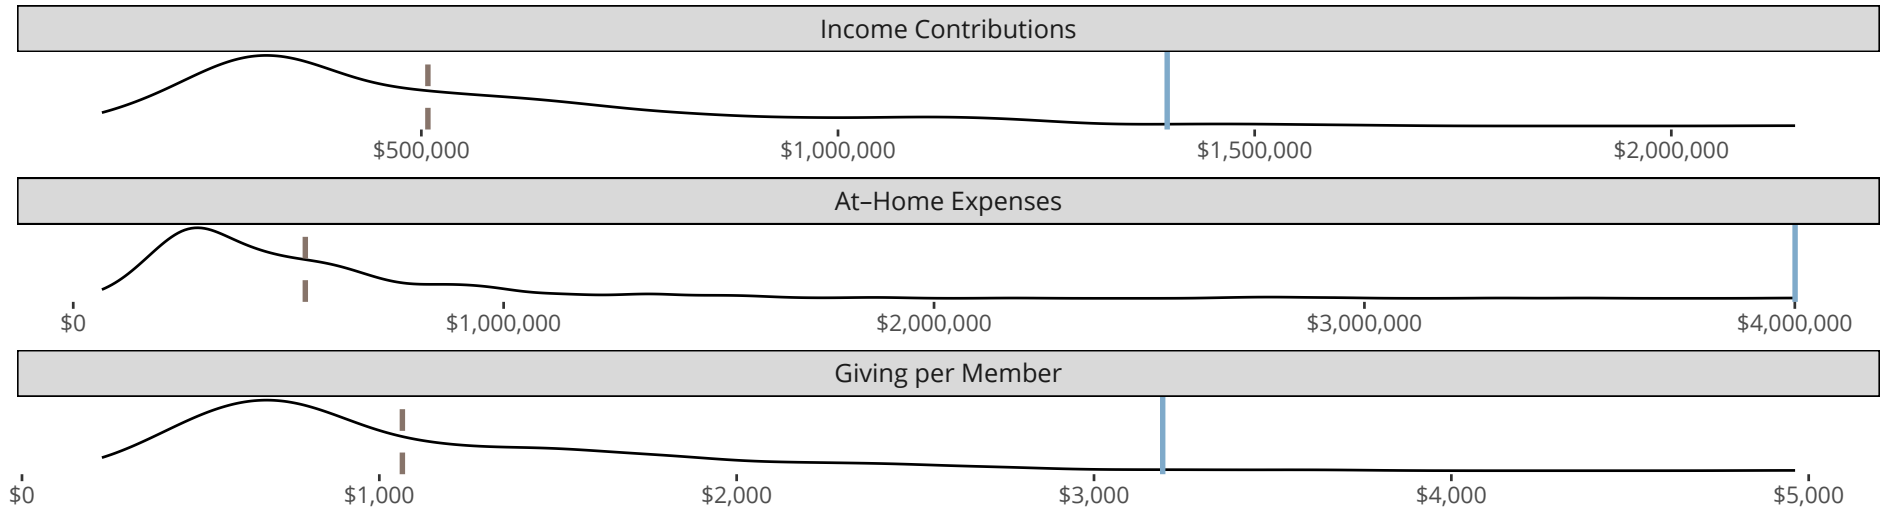 Income Contributions
$500,000 $1,000,000 $1,500,000 $2,000,000
At–Home Expenses
$0 $1,000,000 $2,000,000 $3,000,000 $4,000,000
Giving per Member
$0 $1,000 $2,000 $3,000 $4,000 $5,000